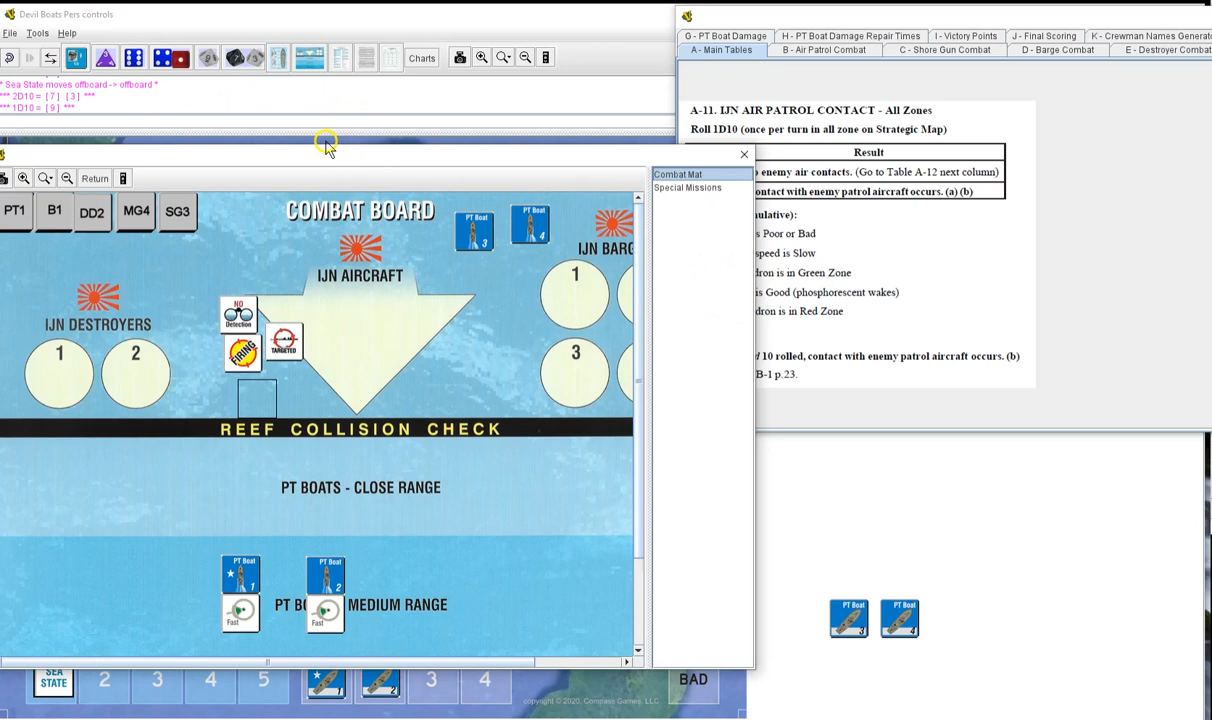 Devil Boats Pers controls
File Tools Help
Charts
* Sea State moves offboard -> offboard *
*** 2D10 = [ 7 ] [ 3 ] ***
*** 1D10 = [ 9 ] ***
G - PT Boat Damage
H - PT Boat Damage Repair Times
I - Victory Points
J - Final Scoring
K - Crewman Names Generato
A - Main Tables
B - Air Patrol Combat
C - Shore Gun Combat
D - Barge Combat
E - Destroyer Combat
A-11. IJN AIR PATROL CONTACT - All Zones
Roll 1D10 (once per turn in all zone on Strategic Map)
Result
o enemy air contacts. (Go to Table A-12 next column)
ontact with enemy patrol aircraft occurs. (a) (b)
ulative):
s Poor or Bad
speed is Slow
dron is in Green Zone
is Good (phosphorescent wakes)
dron is in Red Zone
10 rolled, contact with enemy patrol aircraft occurs. (b)
B-1 p.23.
Return
Combat Mat
Special Missions
PT1
B1
DD2
MG4
SG3
COMBAT BOARD
PT Boat
3
PT Boat
4
IJN AIRCRAFT
IJN BARG
IJN DESTROYERS
1
2
1
3
NO
Detection
FIRING
TARGETED
REEF COLLISION CHECK
PT BOATS - CLOSE RANGE
PT Boat
1
PT Boat
2
Fast
Fast
PT BO
MEDIUM RANGE
PT Boat
3
PT Boat
4
SEA
STATE
2
3
4
5
1
2
3
4
BAD
copyright © 2020, Compass Games, LLC